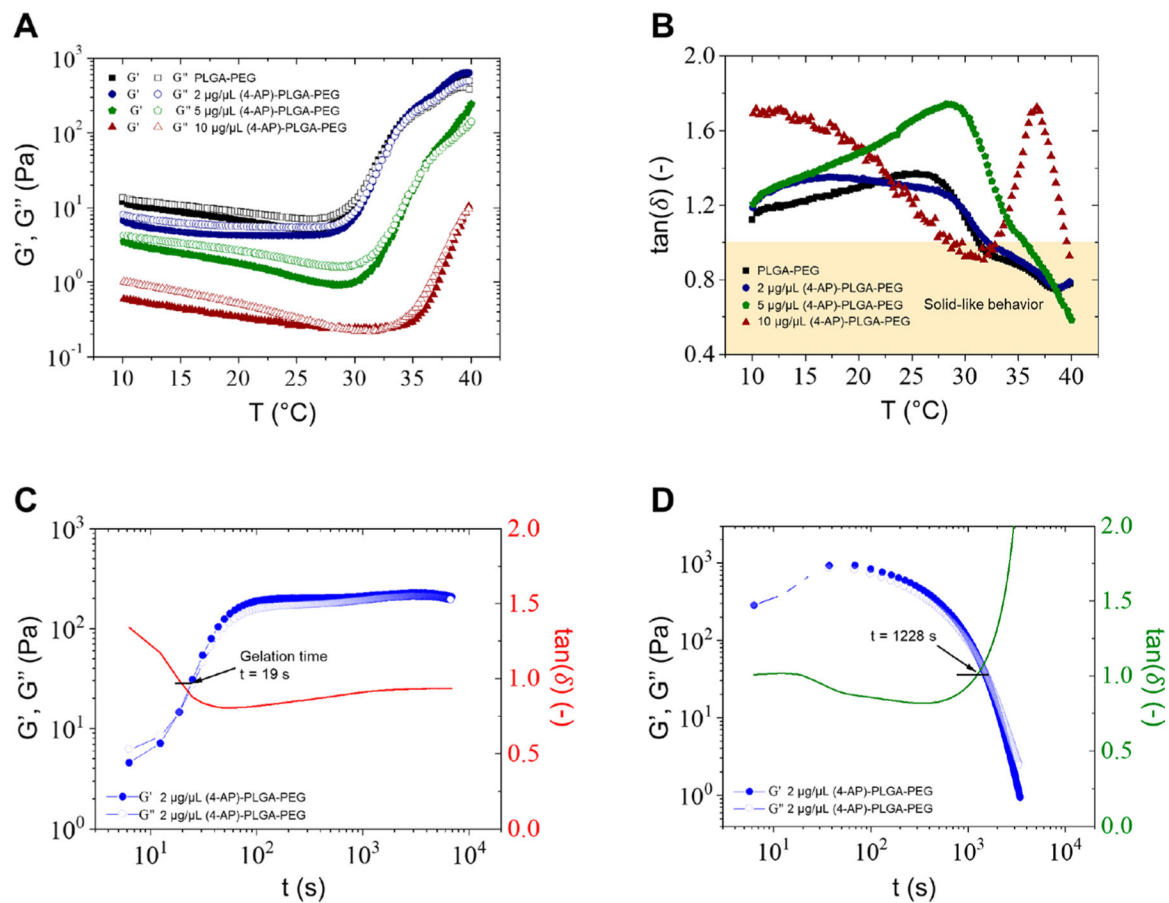 A
G', G" (Pa)
10³
10²
10¹
10⁰
10⁻¹
G' G" PLGA-PEG
G' G" 2 µg/µL (4-AP)-PLGA-PEG
G' G" 5 µg/µL (4-AP)-PLGA-PEG
G' G" 10 µg/µL (4-AP)-PLGA-PEG
10 15 20 25 30 35 40
T (°C)
B
tan(δ) (-)
2.0
1.6
1.2
0.8
0.4
PLGA-PEG
2 µg/µL (4-AP)-PLGA-PEG
5 µg/µL (4-AP)-PLGA-PEG
10 µg/µL (4-AP)-PLGA-PEG
Solid-like behavior
10 15 20 25 30 35 40
T (°C)
C
G', G" (Pa)
10³
10²
10¹
10⁰
Gelation time
t = 19 s
G' 2 µg/µL (4-AP)-PLGA-PEG
G" 2 µg/µL (4-AP)-PLGA-PEG
2.0
1.5
1.0
0.5
0.0
tan(δ) (-)
10¹ 10² 10³ 10⁴
t (s)
D
G', G" (Pa)
10³
10²
10¹
10⁰
t = 1228 s
G' 2 µg/µL (4-AP)-PLGA-PEG
G" 2 µg/µL (4-AP)-PLGA-PEG
2.0
1.5
1.0
0.5
0.0
tan(δ) (-)
10¹ 10² 10³ 10⁴
t (s)